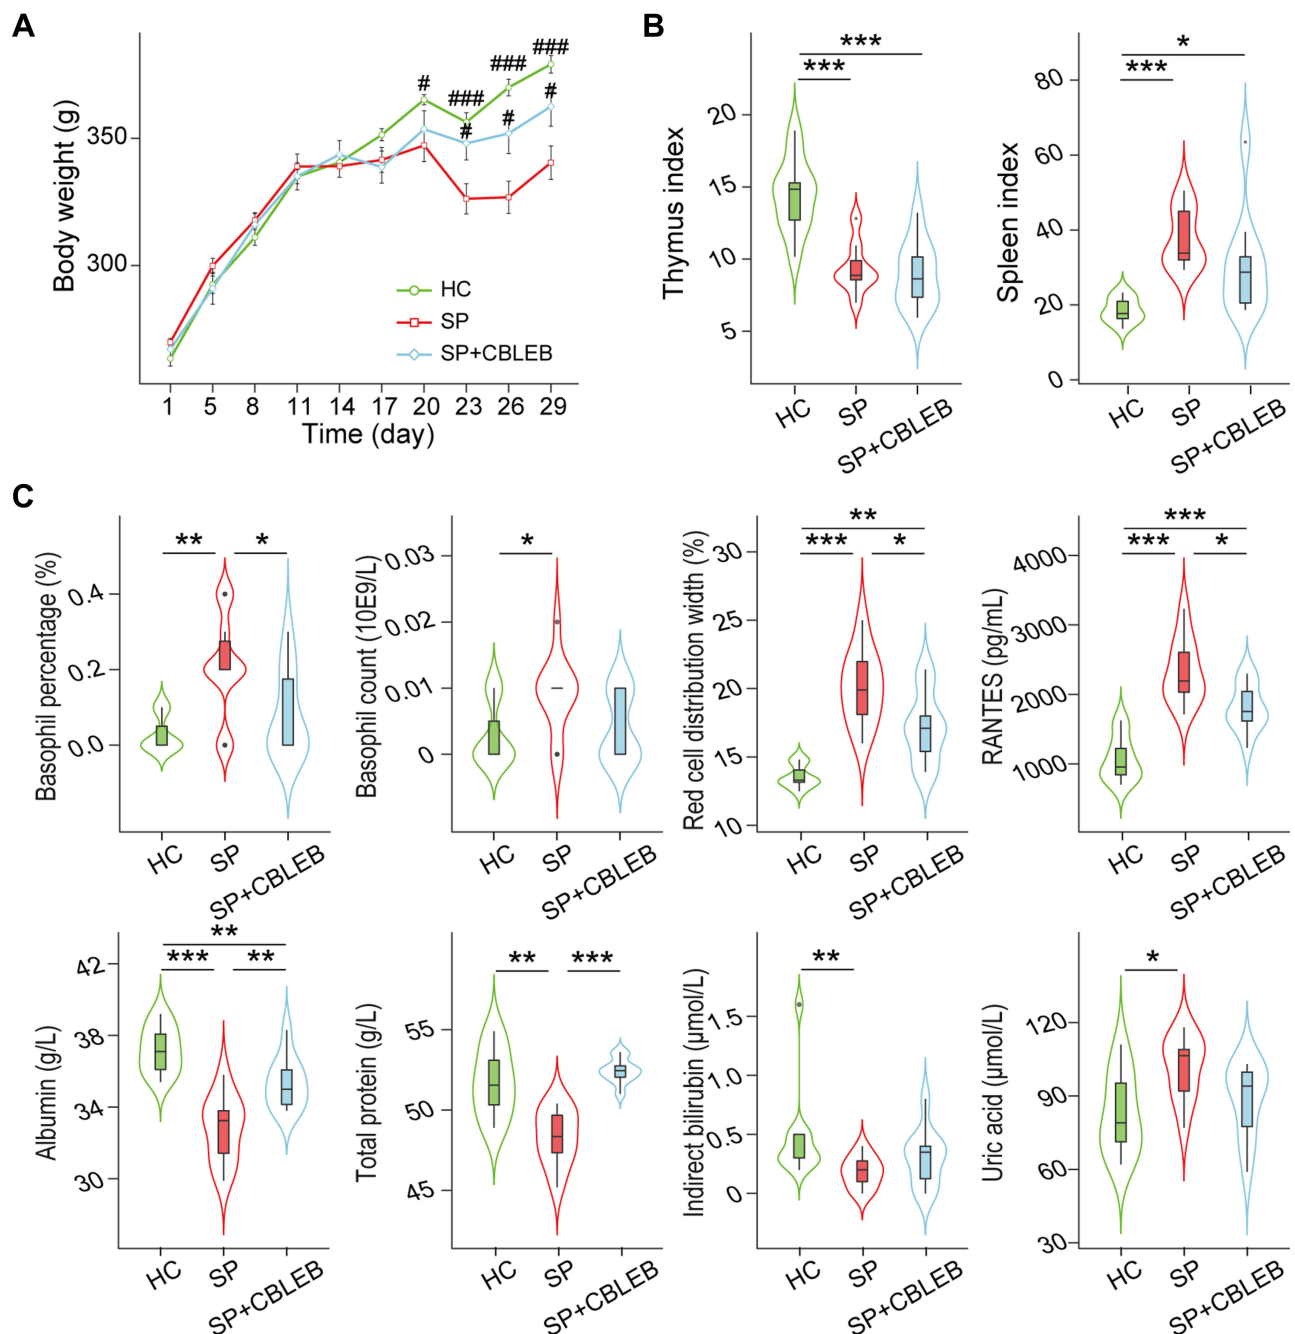 A
Body weight (g)
350
300
#
###
#
###
#
###
#
HC
SP
SP+CBLEB
1 5 8 11 14 17 20 23 26 29
Time (day)
B
Thymus index
20
15
10
5
***
***
HC SP SP+CBLEB
Spleen index
80
60
40
20
0
*
***
HC SP SP+CBLEB
C
Basophil percentage (%)
0.4
0.2
0.0
** *
HC SP SP+CBLEB
Basophil count (10E9/L)
0.03
0.02
0.01
0
*
HC SP SP+CBLEB
Red cell distribution width (%)
30
25
20
15
10
**
*** *
HC SP SP+CBLEB
RANTES (pg/mL)
4000
3000
2000
1000
***
*** *
HC SP SP+CBLEB
Albumin (g/L)
42
38
34
30
**
*** **
HC SP SP+CBLEB
Total protein (g/L)
55
50
45
** ***
HC SP SP+CBLEB
Indirect bilirubin (µmol/L)
1.5
1.0
0.5
0
**
HC SP SP+CBLEB
Uric acid (µmol/L)
120
90
60
30
*
HC SP SP+CBLEB